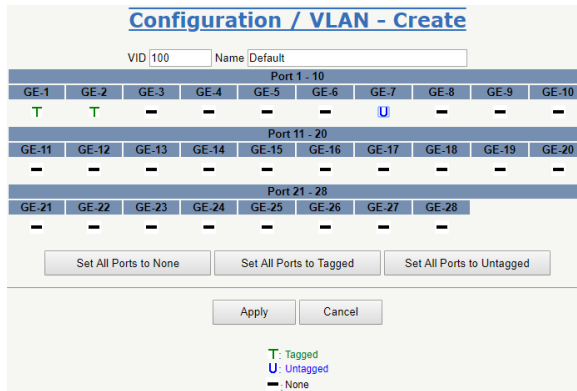 Configuration / VLAN - Create
VID 100 Name Default
Port 1 - 10
GE-1 GE-2 GE-3 GE-4 GE-5 GE-6 GE-7 GE-8 GE-9 GE-10
T T – – – – U – – –
Port 11 - 20
GE-11 GE-12 GE-13 GE-14 GE-15 GE-16 GE-17 GE-18 GE-19 GE-20
– – – – – – – – – –
Port 21 - 28
GE-21 GE-22 GE-23 GE-24 GE-25 GE-26 GE-27 GE-28
– – – – – – – –
Set All Ports to None Set All Ports to Tagged Set All Ports to Untagged
Apply Cancel
T: Tagged
U: Untagged
–: None